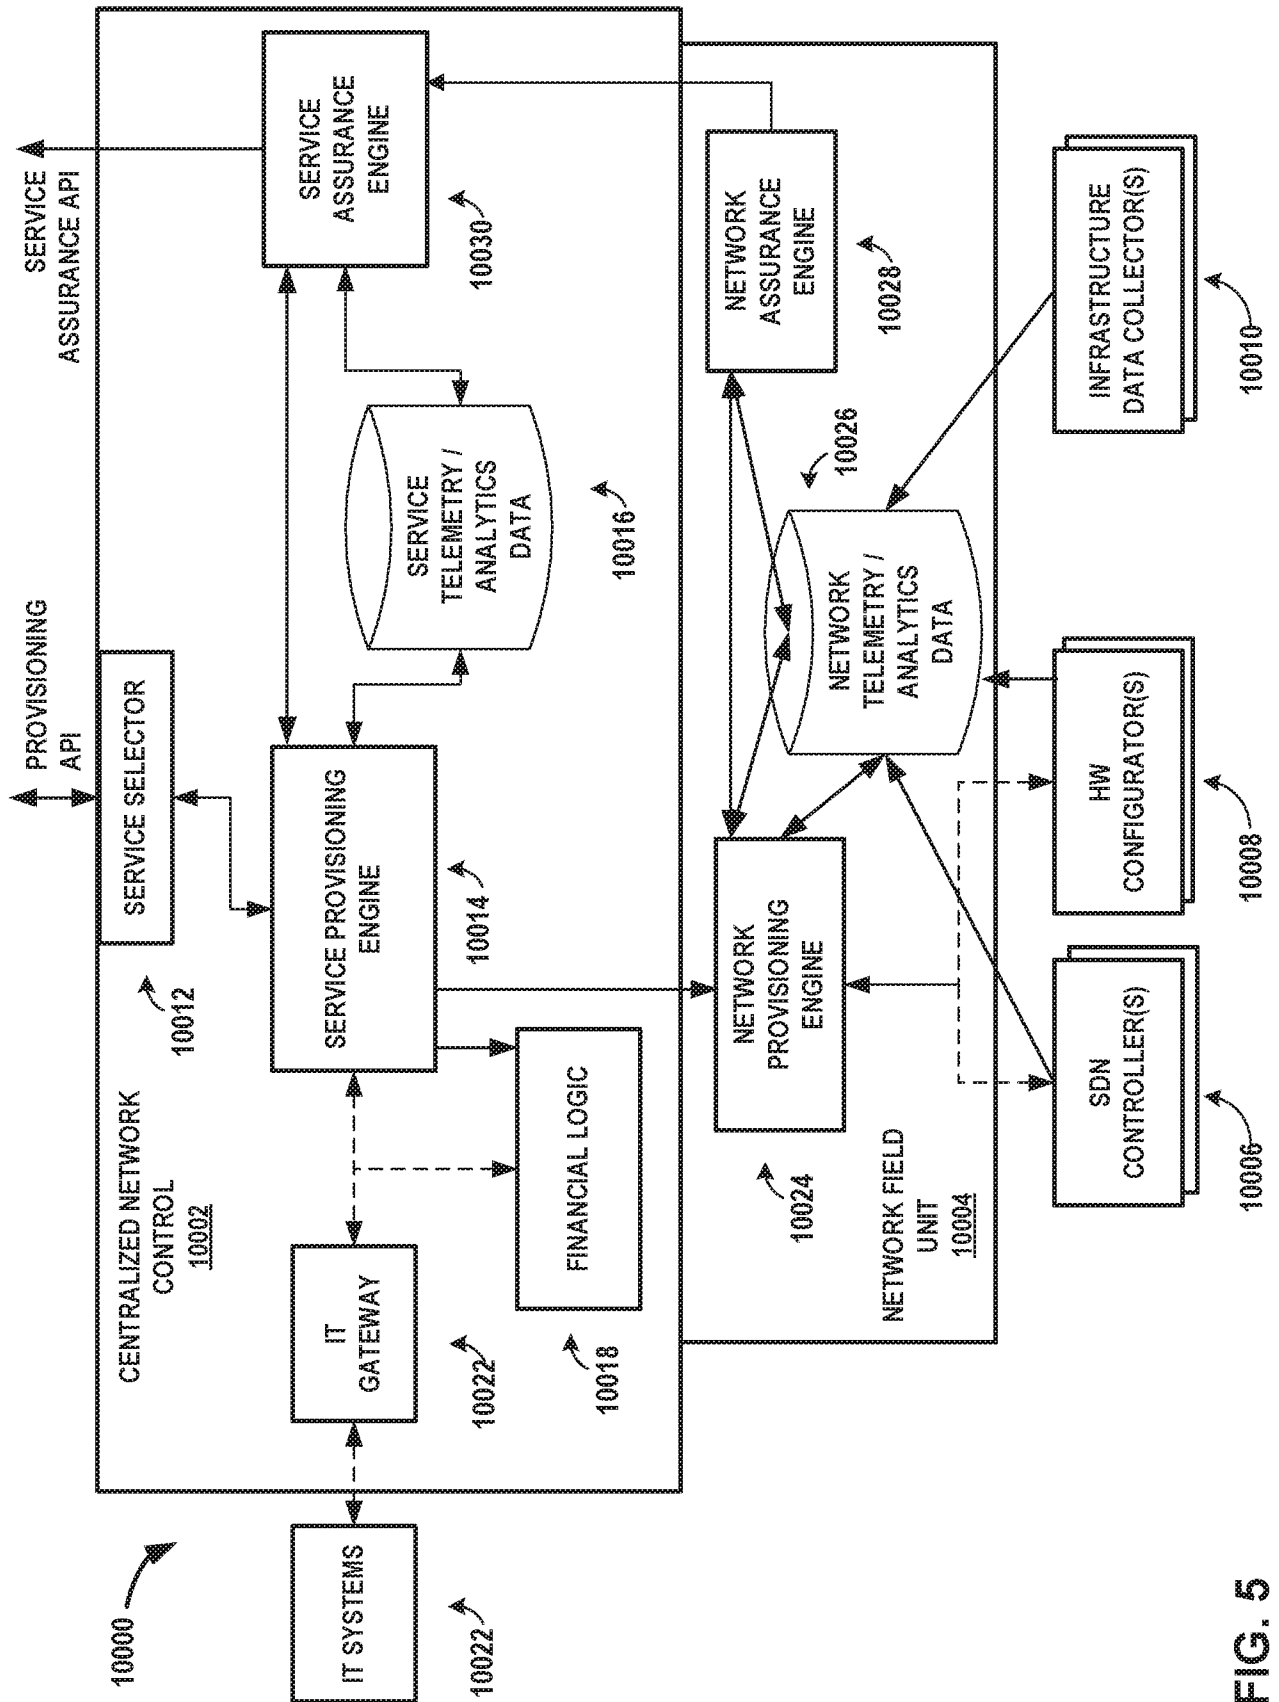 10000
IT SYSTEMS
10022
CENTRALIZED NETWORK
CONTROL
10002
IT
GATEWAY
10022
FINANCIAL LOGIC
10018
PROVISIONING
API
SERVICE SELECTOR
10012
SERVICE PROVISIONING
ENGINE
10014
SERVICE
TELEMETRY /
ANALYTICS
DATA
10016
SERVICE
ASSURANCE API
SERVICE
ASSURANCE
ENGINE
10030
NETWORK FIELD
UNIT
10004
NETWORK
PROVISIONING
ENGINE
10024
NETWORK
TELEMETRY /
ANALYTICS
DATA
10026
NETWORK
ASSURANCE
ENGINE
10028
SDN
CONTROLLER(S)
10006
HW
CONFIGURATOR(S)
10008
INFRASTRUCTURE
DATA COLLECTOR(S)
10010
FIG. 5